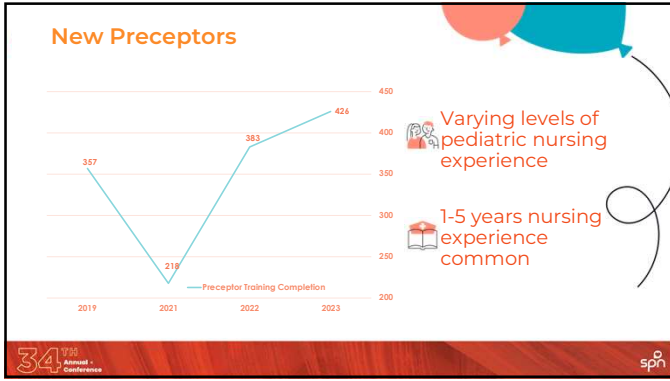 New Preceptors
450
426
400
383
357
350
300
250
218
Preceptor Training Completion
200
2019 2021 2022 2023
Varying levels of
pediatric nursing
experience
1-5 years nursing
experience
common
34TH
Annual
Conference
spn